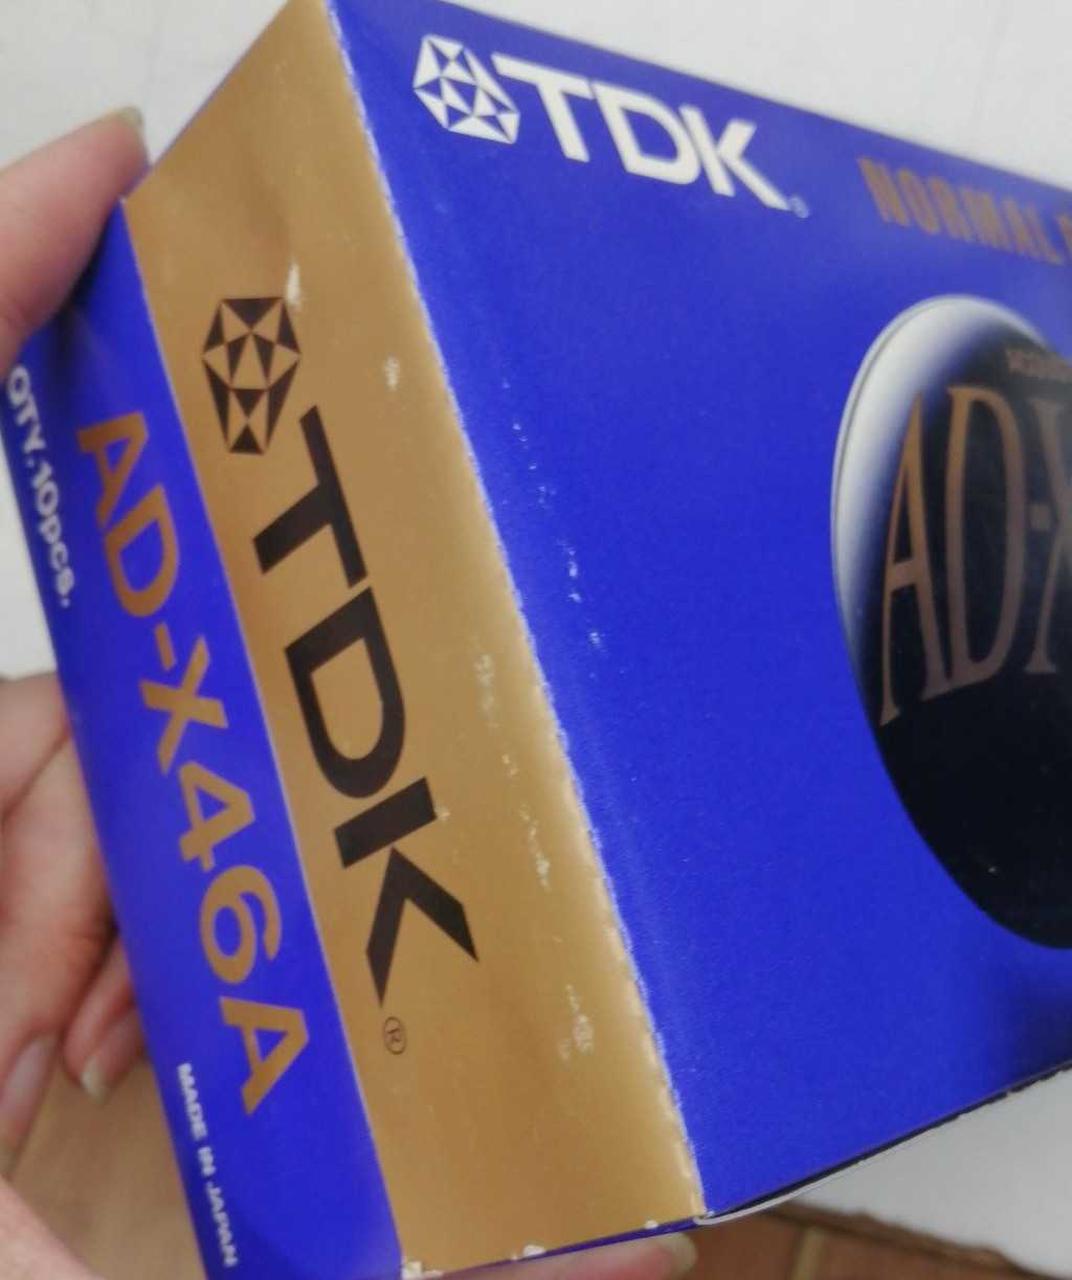 TDK
NORMAL
AD-X
TDK®
AD-X46A
QTY.10pcs.
MADE IN JAPAN